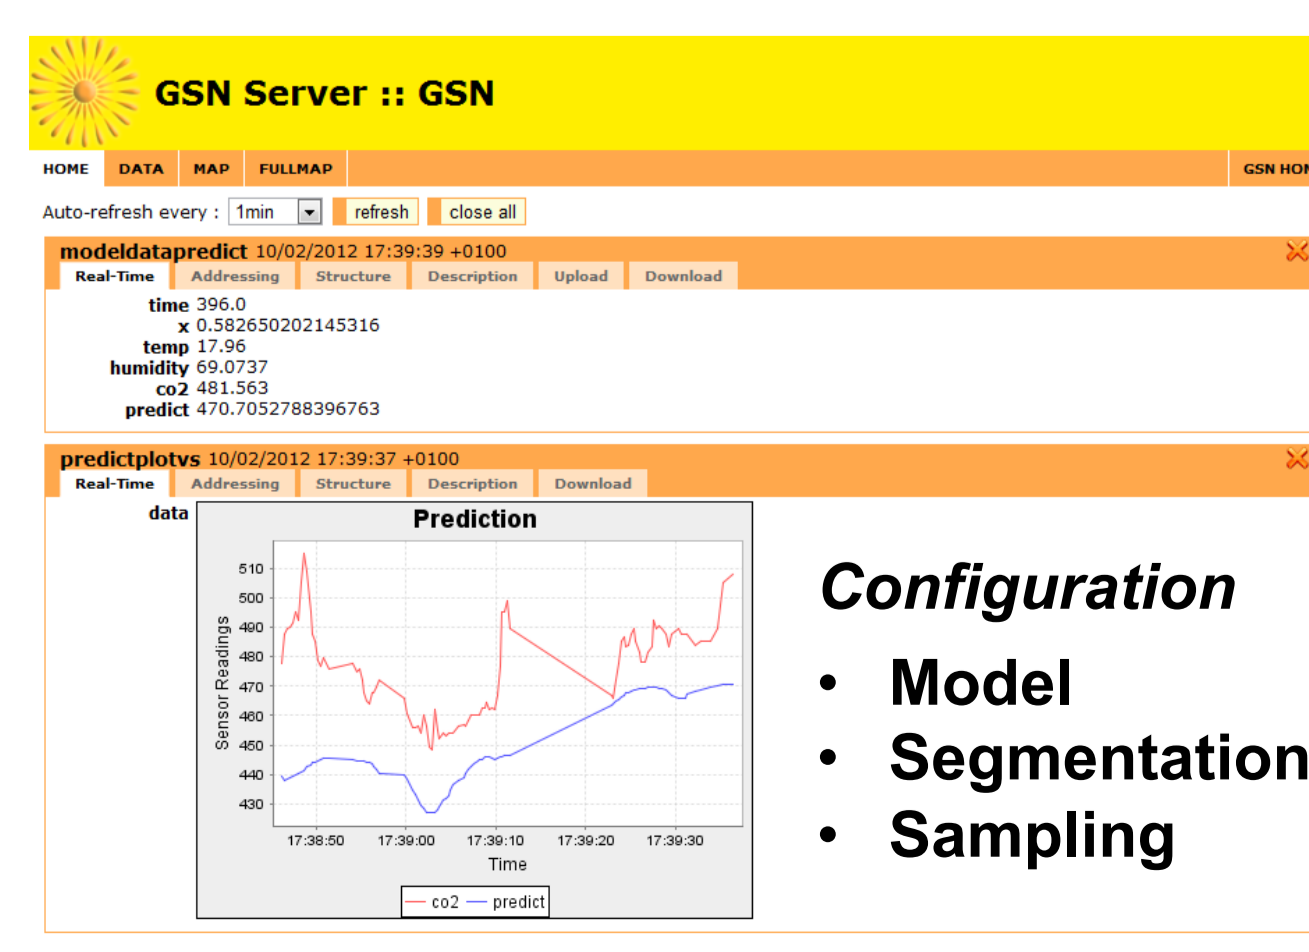 GSN Server :: GSN
HOME DATA MAP FULLMAP GSN HOM
Auto-refresh every : 1min refresh close all
modeldatapredict 10/02/2012 17:39:39 +0100
Real-Time Addressing Structure Description Upload Download
time 396.0
x 0.582650202145316
temp 17.96
humidity 69.0737
co2 481.563
predict 470.7052788396763
predictplotvs 10/02/2012 17:39:37 +0100
Real-Time Addressing Structure Description Download
data
Prediction
Sensor Readings
510
500
490
480
470
460
450
440
430
17:38:50 17:39:00 17:39:10 17:39:20 17:39:30
Time
co2 predict
Configuration
• Model
• Segmentation
• Sampling